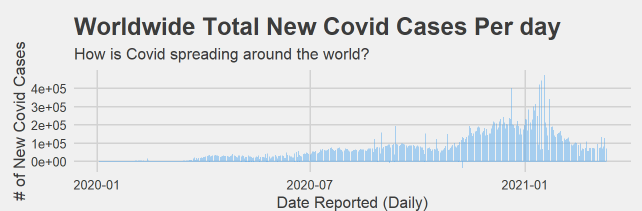 Worldwide Total New Covid Cases Per day
How is Covid spreading around the world?
# of New Covid Cases
4e+05
3e+05
2e+05
1e+05
0e+00
2020-01 2020-07 2021-01
Date Reported (Daily)